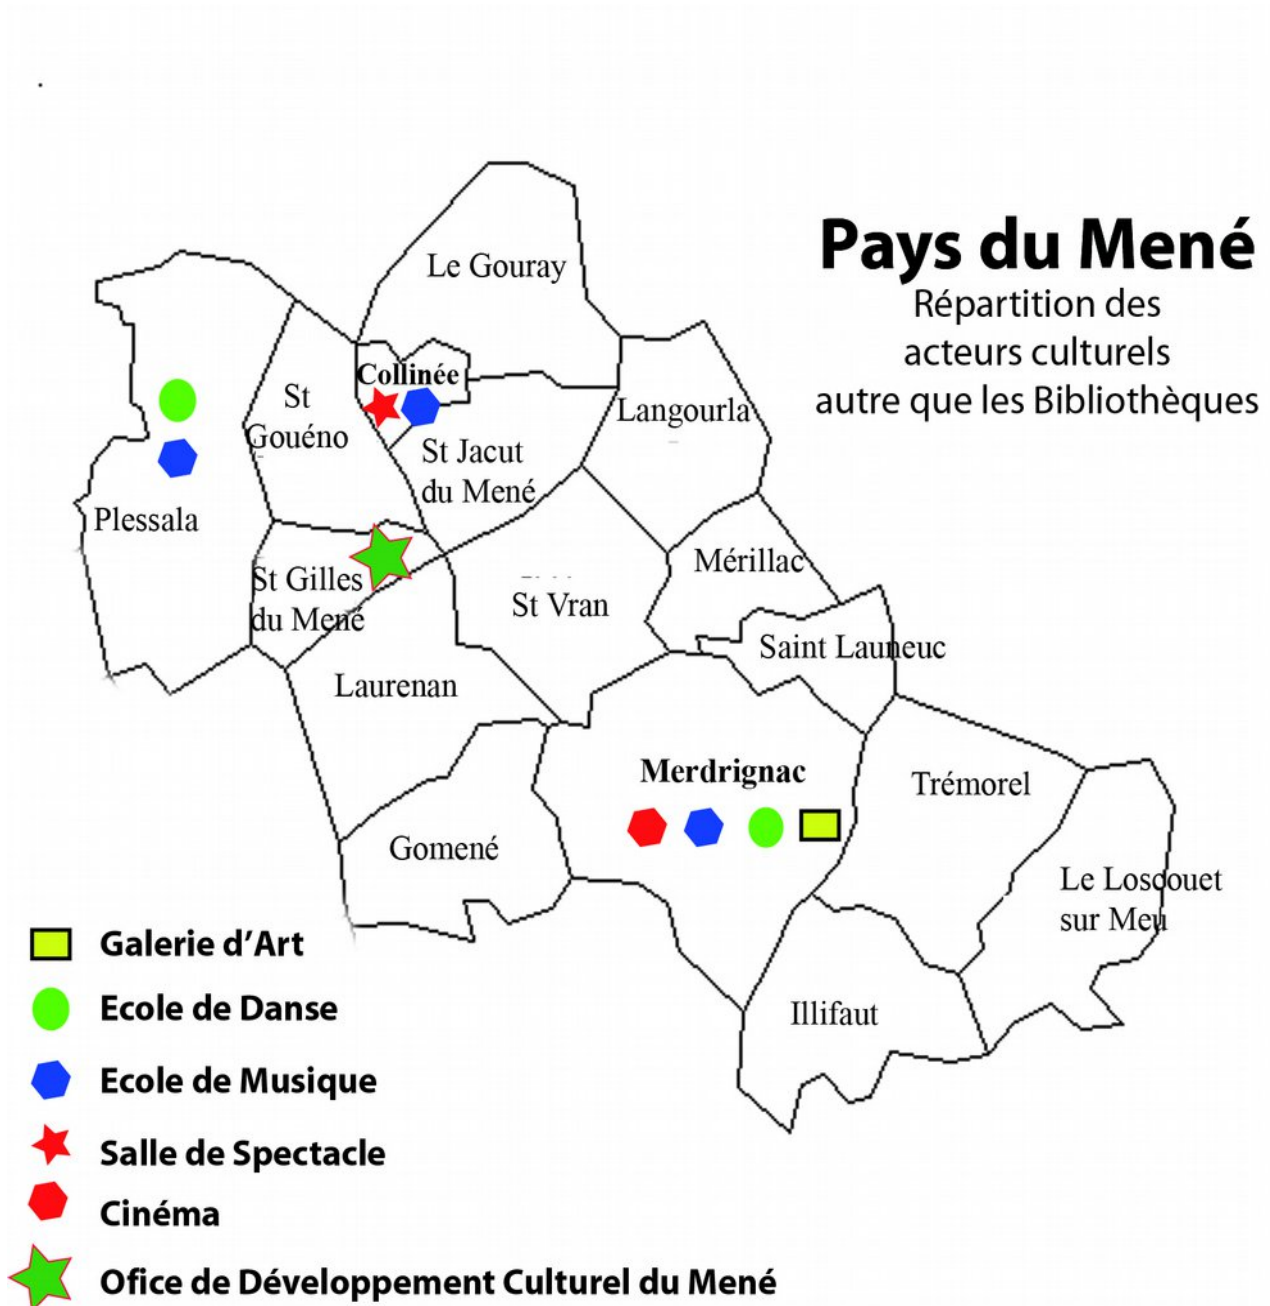 Pays du Mené
Répartition des
acteurs culturels
autre que les Bibliothèques
Le Gouray
Collinée
St
Gouéno
Langourla
St Jacut
du Mené
Plessala
Mérillac
St Gilles
du Mené
St Vran
Saint Launeuc
Laurenan
Merdrignac
Trémorel
Gomené
Le Loscouet
sur Meu
Illifaut
Galerie d'Art
Ecole de Danse
Ecole de Musique
Salle de Spectacle
Cinéma
Ofice de Développement Culturel du Mené